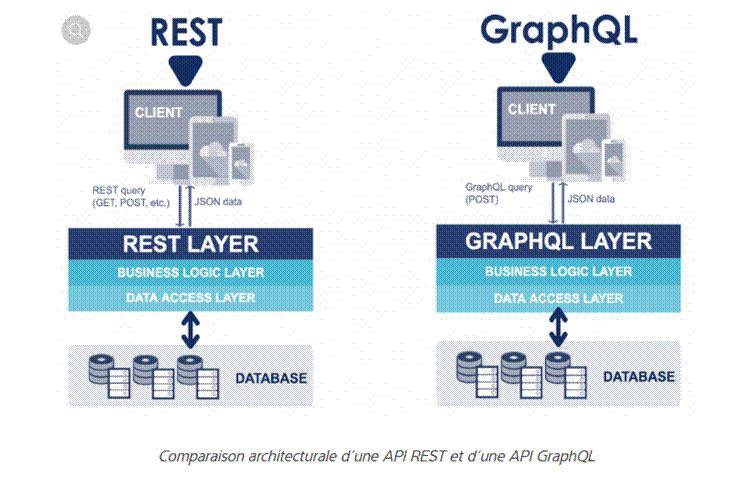 REST
CLIENT
REST query
(GET, POST, etc.)
JSON data
REST LAYER
BUSINESS LOGIC LAYER
DATA ACCESS LAYER
DATABASE
GraphQL
CLIENT
GraphQL query
(POST)
JSON data
GRAPHQL LAYER
BUSINESS LOGIC LAYER
DATA ACCESS LAYER
DATABASE
Comparaison architecturale d´une API REST et d´une API GraphQL